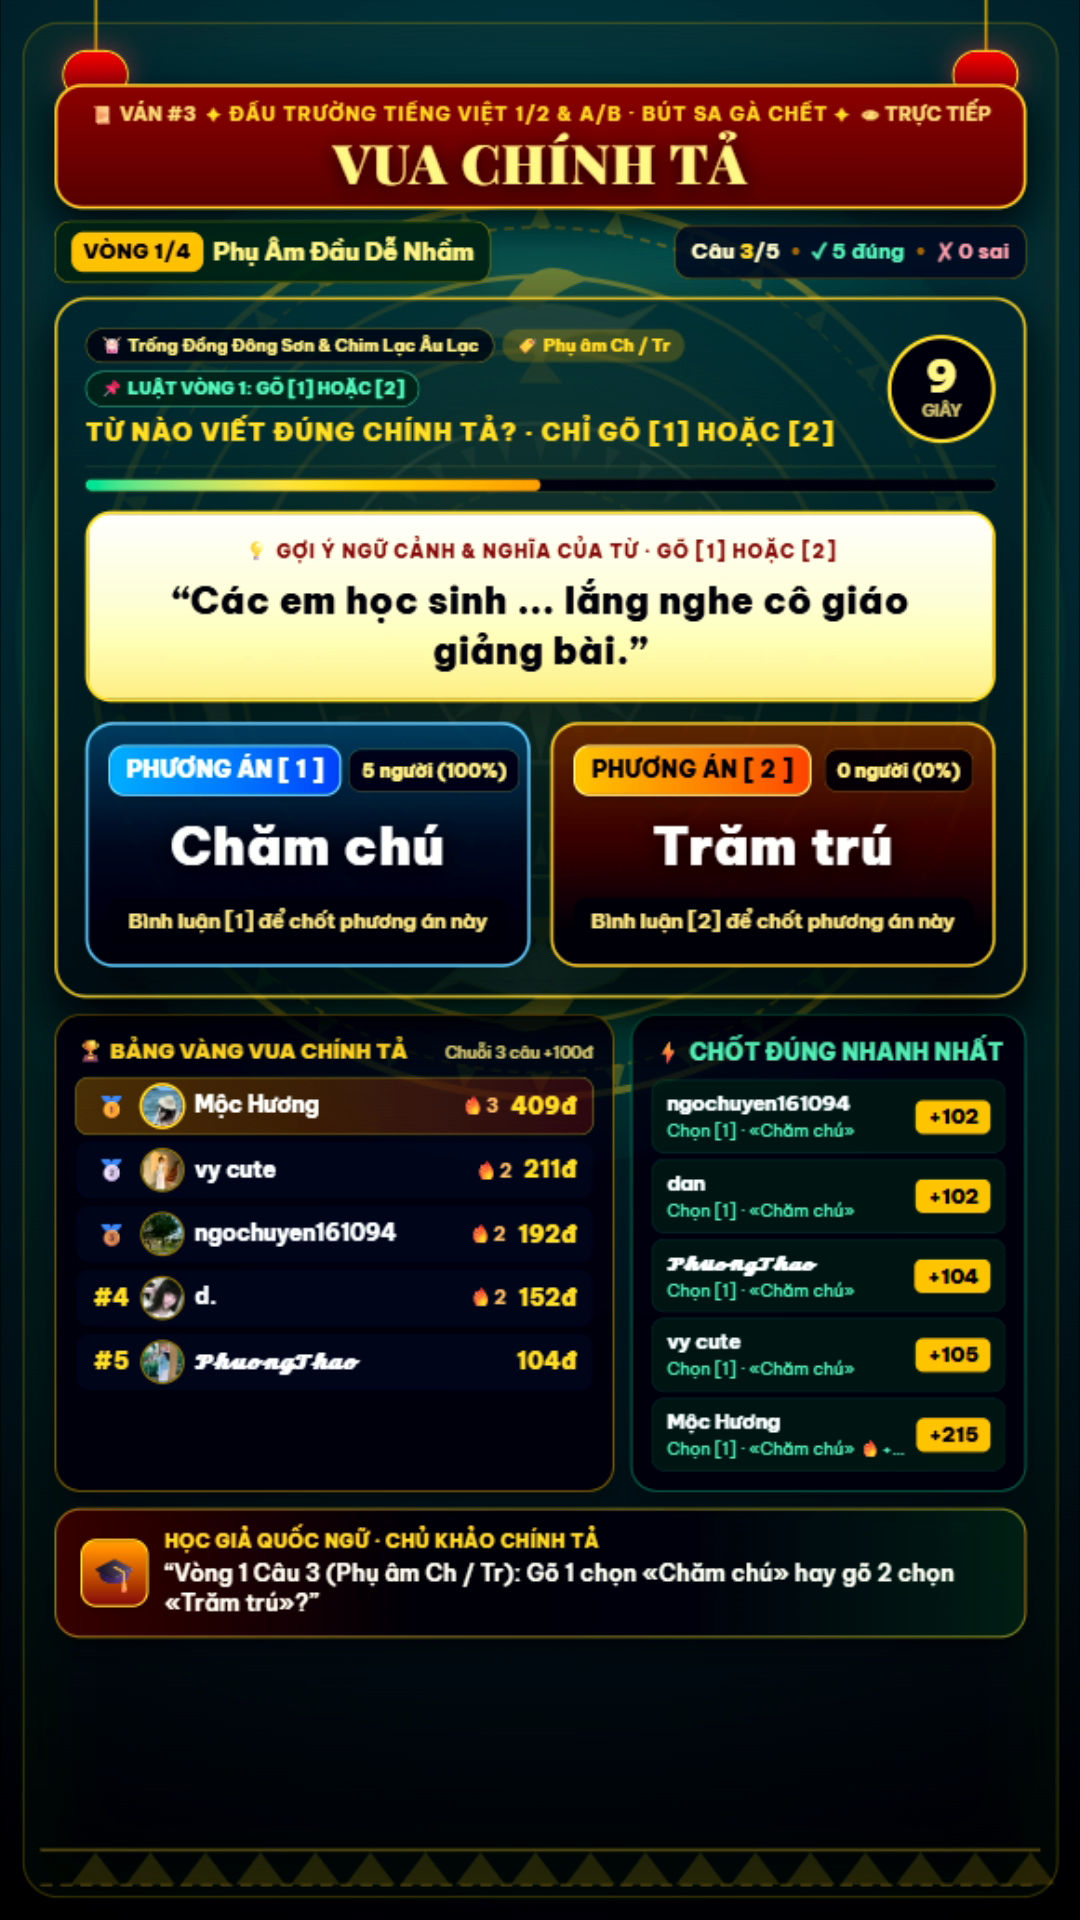 VÁN #3 ✦ ĐẤU TRƯỜNG TIẾNG VIỆT 1/2 & A/B · BÚT SA GÀ CHẾT ✦ TRỰC TIẾP
VUA CHÍNH TẢ
VÒNG 1/4 Phụ Âm Đầu Dễ Nhầm
Câu 3/5 • ✓ 5 đúng • ✗ 0 sai
Trống Đồng Đông Sơn & Chim Lạc Âu Lạc
Phụ âm Ch / Tr
LUẬT VÒNG 1: GÕ [1] HOẶC [2]
TỪ NÀO VIẾT ĐÚNG CHÍNH TẢ? · CHỈ GÕ [1] HOẶC [2]
9
GIÂY
GỢI Ý NGỮ CẢNH & NGHĨA CỦA TỪ · GÕ [1] HOẶC [2]
“Các em học sinh ... lắng nghe cô giáo
giảng bài.”
PHƯƠNG ÁN [ 1 ] 5 người (100%)
Chăm chú
Bình luận [1] để chốt phương án này
PHƯƠNG ÁN [ 2 ] 0 người (0%)
Trăm trú
Bình luận [2] để chốt phương án này
BẢNG VÀNG VUA CHÍNH TẢ Chuỗi 3 câu +100đ
Mộc Hương 3 409đ
vy cute 2 211đ
ngochuyen161094 2 192đ
#4 d. 2 152đ
#5 PhuongThao 104đ
CHỐT ĐÚNG NHANH NHẤT
ngochuyen161094 +102
Chọn [1] · «Chăm chú»
dan +102
Chọn [1] · «Chăm chú»
PhuongThao +104
Chọn [1] · «Chăm chú»
vy cute +105
Chọn [1] · «Chăm chú»
Mộc Hương +215
Chọn [1] · «Chăm chú» 🔥 +...
HỌC GIẢ QUỐC NGỮ · CHỦ KHẢO CHÍNH TẢ
“Vòng 1 Câu 3 (Phụ âm Ch / Tr): Gõ 1 chọn «Chăm chú» hay gõ 2 chọn
«Trăm trú»?”